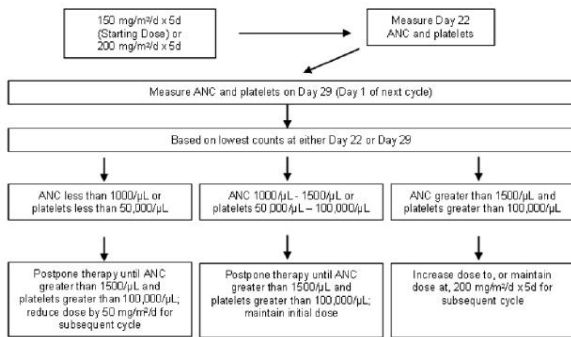 150 mg/m²/d x 5d
(Starting Dose) or
200 mg/m²/d x 5d
Measure Day 22
ANC and platelets
Measure ANC and platelets on Day 29 (Day 1 of next cycle)
Based on lowest counts at either Day 22 or Day 29
ANC less than 1000/µL or
platelets less than
50,000/µL
ANC 1000/µL - 1500/µL or
platelets 50,000/µL – 100,000/µL
ANC greater than 1500/µL and
platelets greater than
100,000/µL
Postpone therapy until ANC
greater than 1500/µL and
platelets greater than 100,000/µL;
reduce dose by 50 mg/m²/d for
subsequent cycle
Postpone therapy until ANC
greater than 1500/µL and
platelets greater than 100,000/µL;
maintain initial dose
Increase dose to, or maintain
dose at, 200 mg/m²/d x 5d for
subsequent cycle